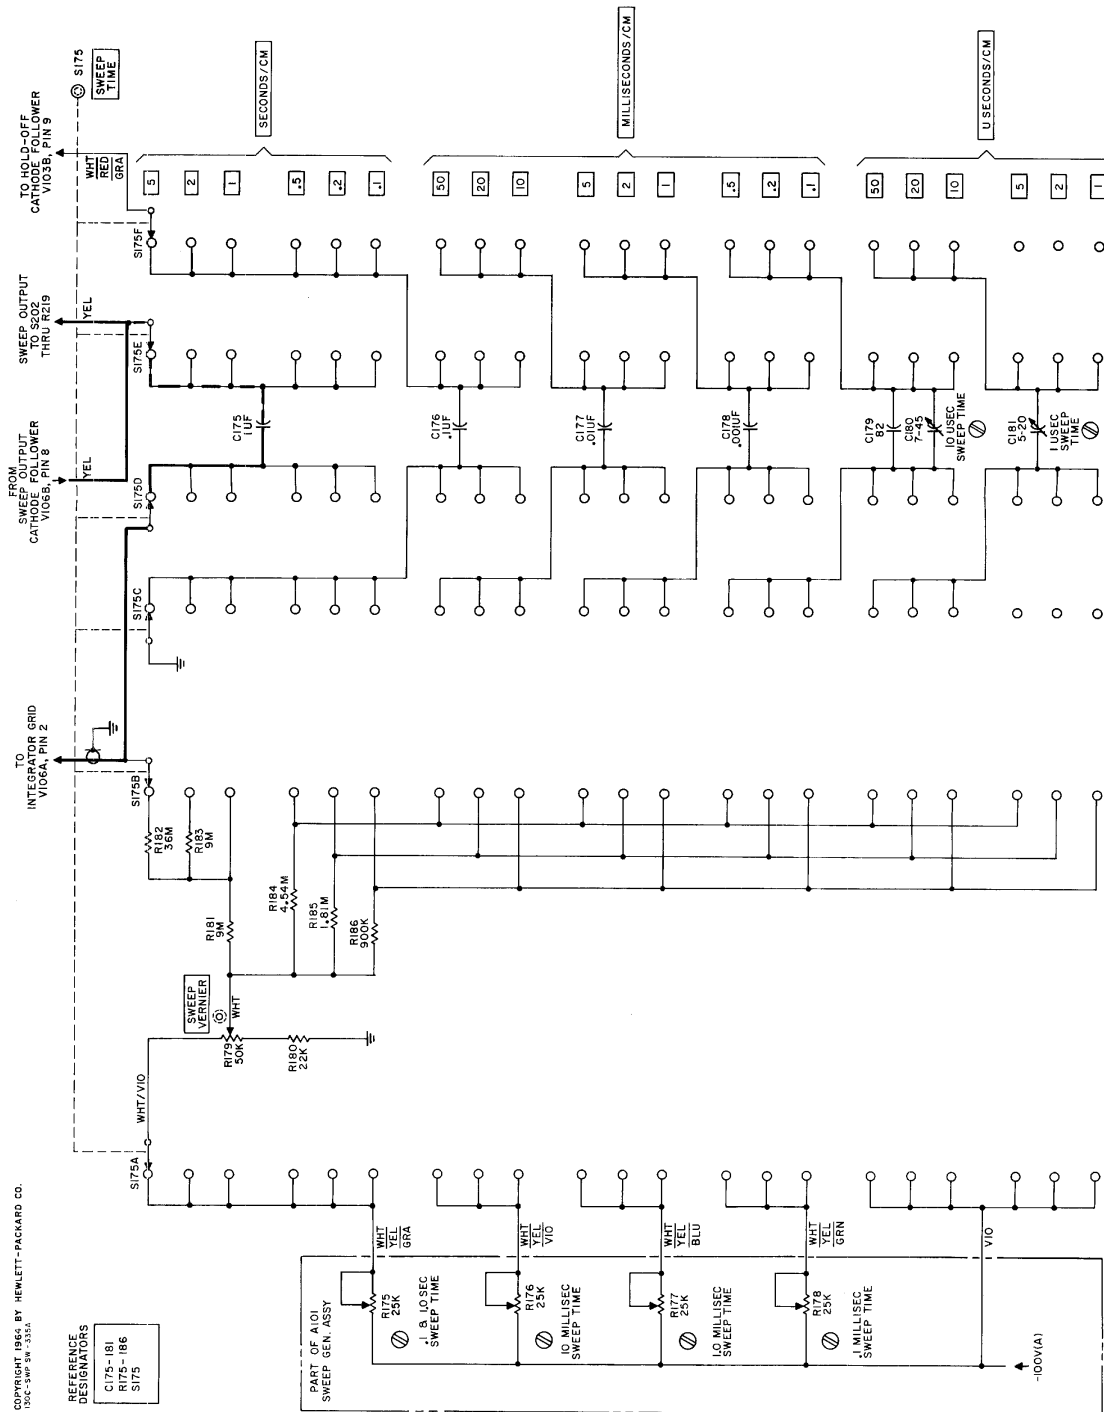 COPYRIGHT 1964 BY HEWLETT-PACKARD CO.
130C-SWP SW-335A
REFERENCE
DESIGNATORS
C175-181
R175-186
S175
TO
INTEGRATOR GRID
V106A, PIN 2
FROM
SWEEP OUTPUT
CATHODE FOLLOWER
V106B, PIN 8
YEL
SWEEP OUTPUT
TO S202
THRU R219
YEL
TO HOLD-OFF
CATHODE FOLLOWER
V103B, PIN 9
WHT
RED
GRA
S175
SWEEP
TIME
S175A
WHT/VIO
S175B
S175C
S175D
S175E
S175F
5
2
1
.5
.2
.1
SECONDS/CM
50
20
10
5
2
1
.5
.2
.1
MILLISECONDS/CM
50
20
10
5
2
1
U SECONDS/CM
R182
36M
R183
9M
R181
9M
R184
4.54M
R185
1.81M
R186
900K
SWEEP
VERNIER
WHT
R179
50K
R180
22K
C175
1UF
C176
.1UF
C177
.01UF
C178
.001UF
C179
82
C180
7-45
10 USEC
SWEEP TIME
C181
5-20
1 USEC
SWEEP
TIME
PART OF A101
SWEEP GEN. ASSY
WHT
YEL
GRA
R175
25K
.1 & 1.0 SEC
SWEEP TIME
WHT
YEL
VIO
R176
25K
10 MILLISEC
SWEEP TIME
WHT
YEL
BLU
R177
25K
1.0 MILLISEC
SWEEP TIME
WHT
YEL
GRN
R178
25K
.1 MILLISEC
SWEEP TIME
VIO
-100V(A)